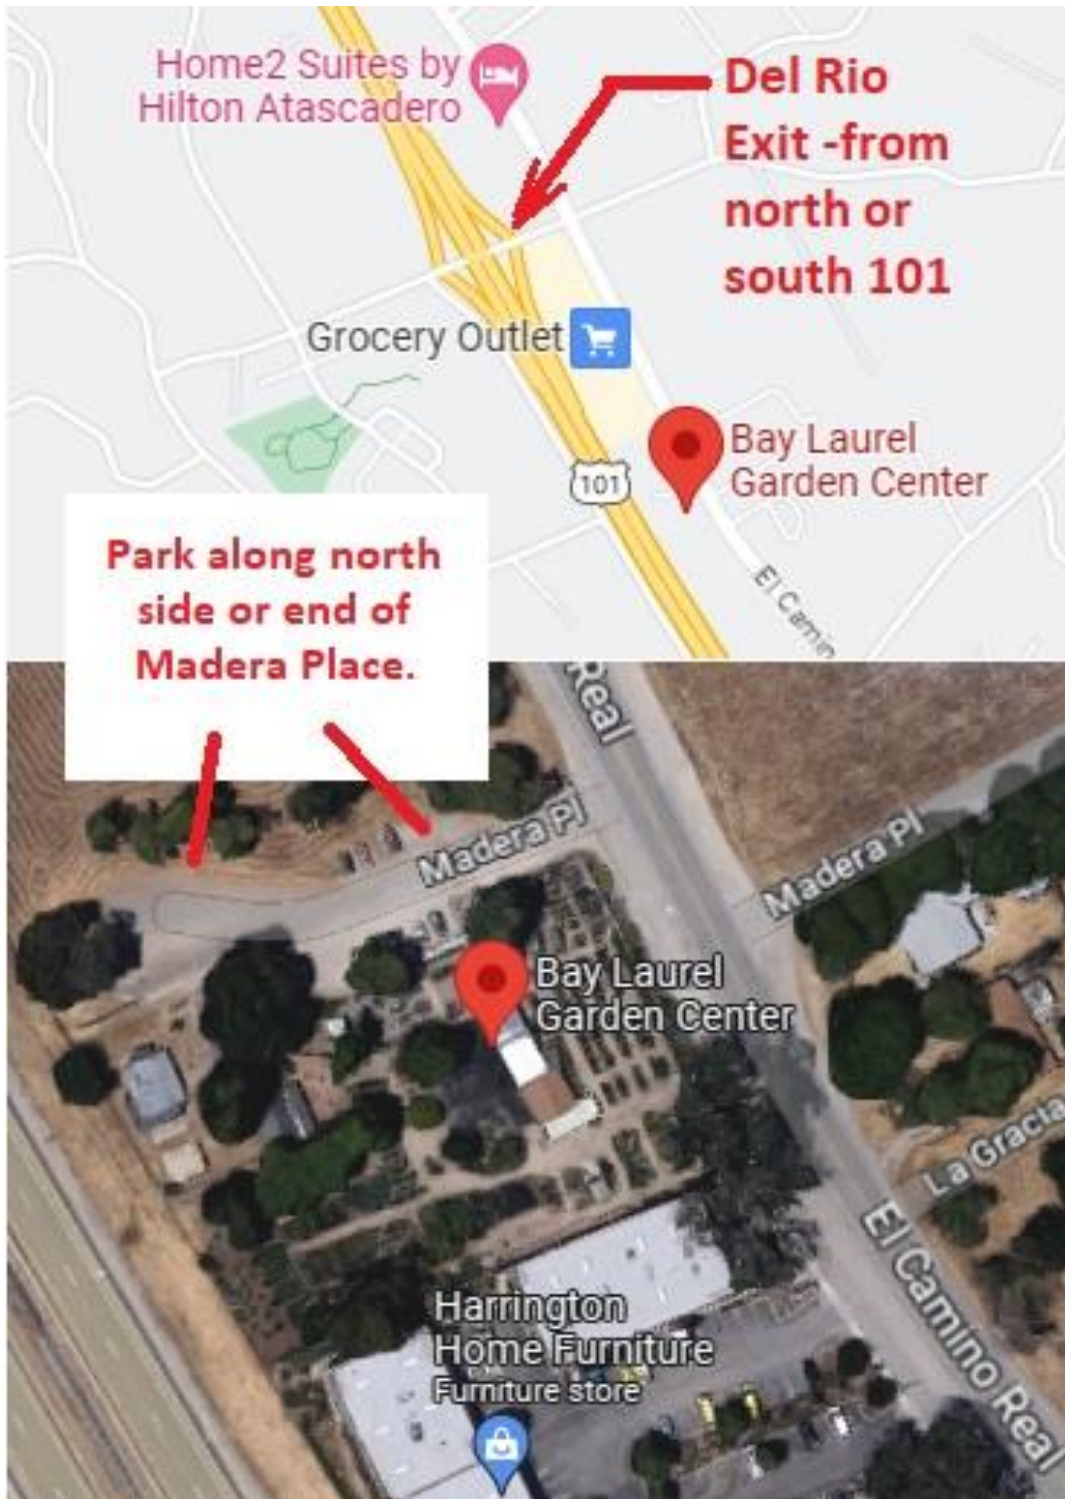 Home2 Suites by
Hilton Atascadero
Del Rio
Exit -from
north or
south 101
Grocery Outlet
Bay Laurel
Garden Center
101
El Camin
Park along north
side or end of
Madera Place.
Real
Madera Pl
Madera Pl
Bay Laurel
Garden Center
La Gracia
El Camino Real
Harrington
Home Furniture
Furniture store